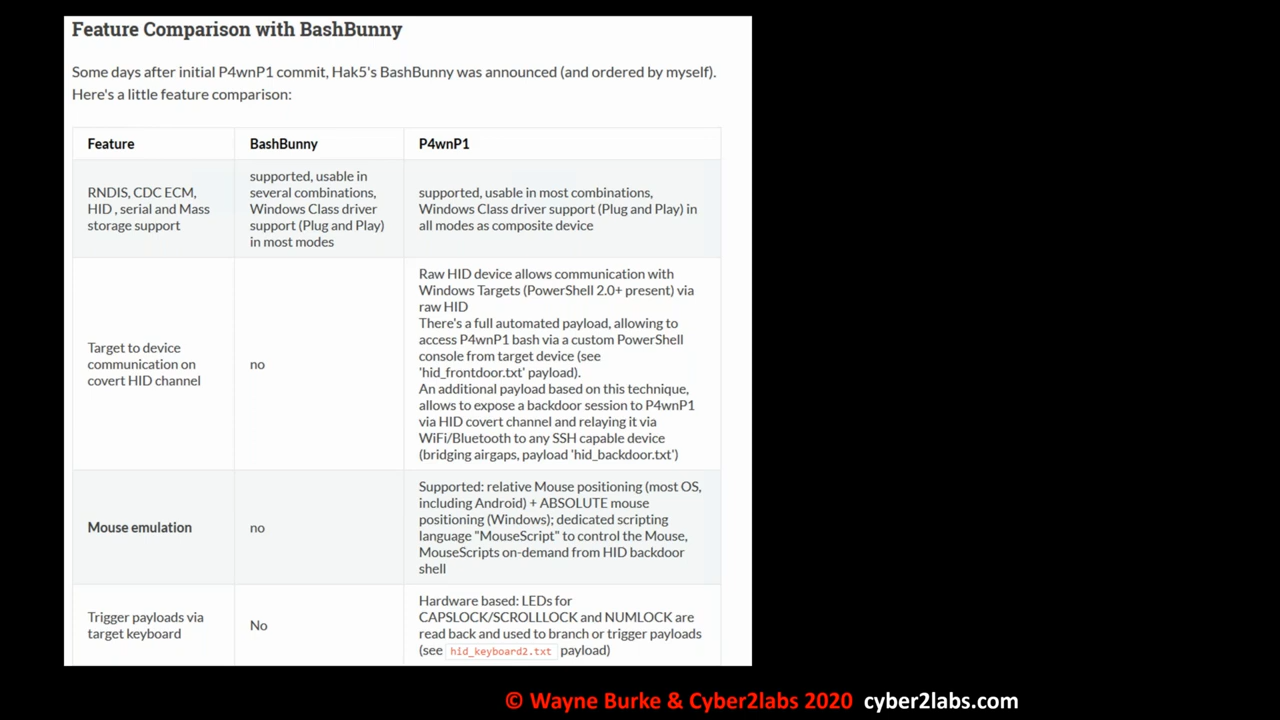 Feature Comparison with BashBunny
Some days after initial P4wnP1 commit, Hak5's BashBunny was announced (and ordered by myself).
Here's a little feature comparison:
Feature
BashBunny
P4wnP1
RNDIS, CDC ECM,
HID , serial and Mass
storage support
supported, usable in
several combinations,
Windows Class driver
support (Plug and Play)
in most modes
supported, usable in most combinations,
Windows Class driver support (Plug and Play) in
all modes as composite device
Target to device
communication on
covert HID channel
no
Raw HID device allows communication with
Windows Targets (PowerShell 2.0+ present) via
raw HID
There's a full automated payload, allowing to
access P4wnP1 bash via a custom PowerShell
console from target device (see
'hid_frontdoor.txt' payload).
An additional payload based on this technique,
allows to expose a backdoor session to P4wnP1
via HID covert channel and relaying it via
WiFi/Bluetooth to any SSH capable device
(bridging airgaps, payload 'hid_backdoor.txt')
Mouse emulation
no
Supported: relative Mouse positioning (most OS,
including Android) + ABSOLUTE mouse
positioning (Windows); dedicated scripting
language "MouseScript" to control the Mouse,
MouseScripts on-demand from HID backdoor
shell
Trigger payloads via
target keyboard
No
Hardware based: LEDs for
CAPSLOCK/SCROLLLOCK and NUMLOCK are
read back and used to branch or trigger payloads
(see hid_keyboard2.txt payload)
© Wayne Burke & Cyber2labs 2020 cyber2labs.com